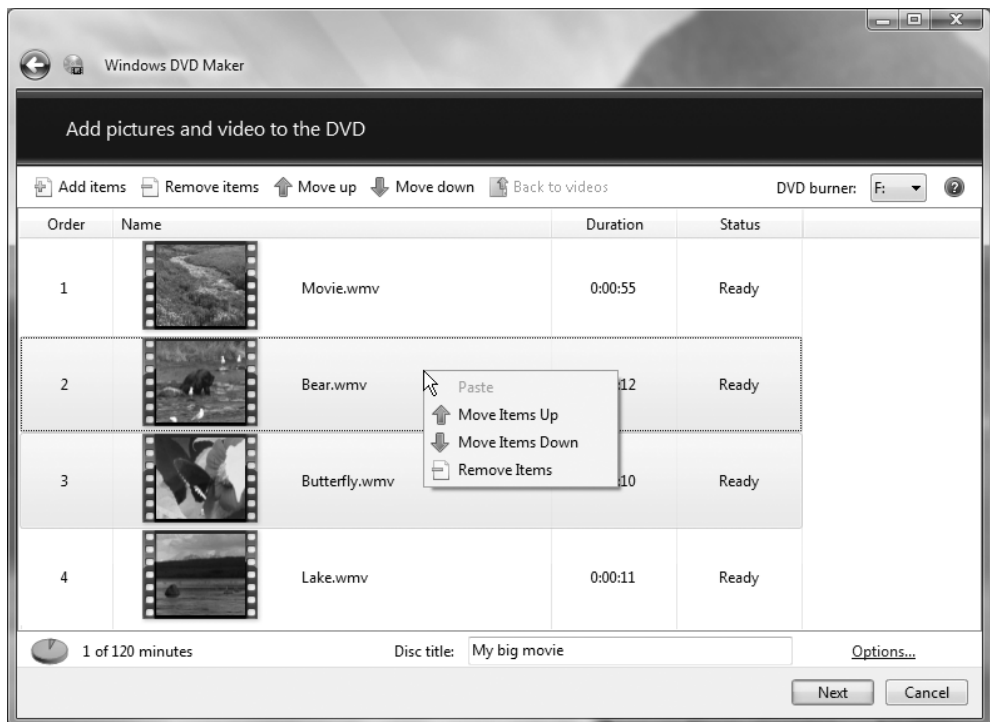 Windows DVD Maker
Add pictures and video to the DVD
Add items Remove items Move up Move down Back to videos DVD burner: F:
Order Name Duration Status
1 Movie.wmv 0:00:55 Ready
2 Bear.wmv :12 Ready
Paste
Move Items Up
Move Items Down
Remove Items
3 Butterfly.wmv :10 Ready
4 Lake.wmv 0:00:11 Ready
1 of 120 minutes Disc title: My big movie Options...
Next Cancel